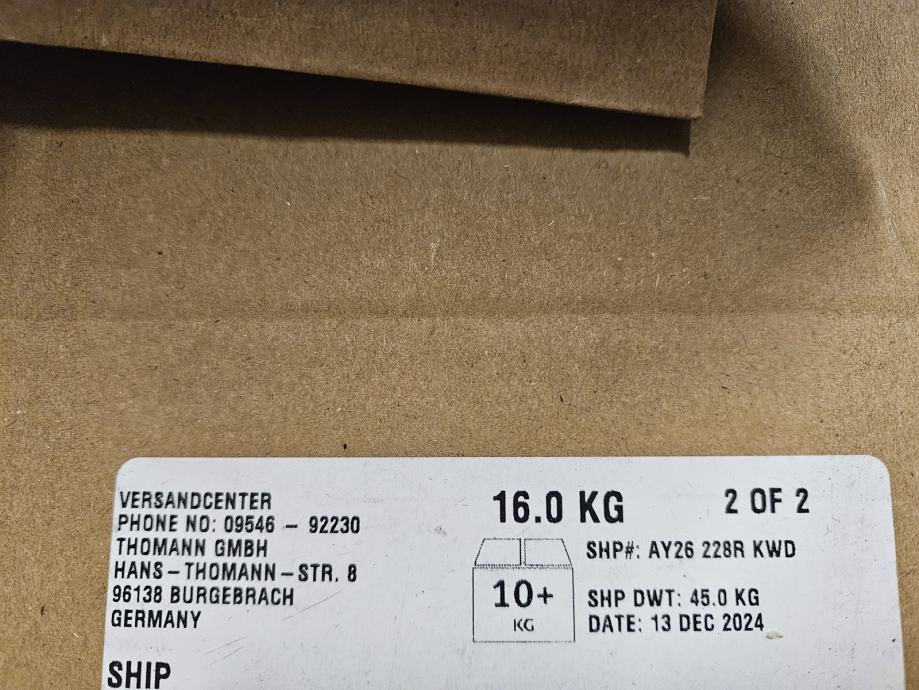 VERSANDCENTER
PHONE NO: 09546 - 92230
THOMANN GMBH
HANS-THOMANN-STR. 8
96138 BURGEBRACH
GERMANY
16.0 KG
2 OF 2
SHP#: AY26 228R KWD
10+
KG
SHP DWT: 45.0 KG
DATE: 13 DEC 2024
SHIP